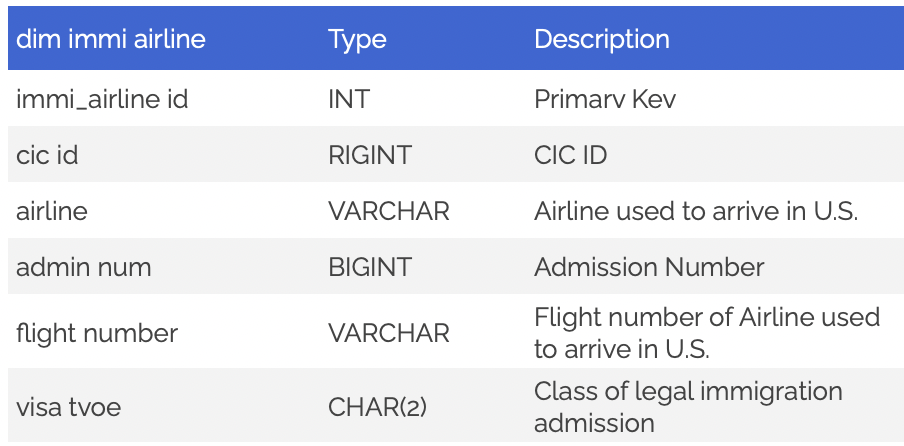 dim immi airline Type Description
immi_airline id INT Primarv Kev
cic id RIGINT CIC ID
airline VARCHAR Airline used to arrive in U.S.
admin num BIGINT Admission Number
flight number VARCHAR Flight number of Airline used
to arrive in U.S.
visa tvoe CHAR(2) Class of legal immigration
admission